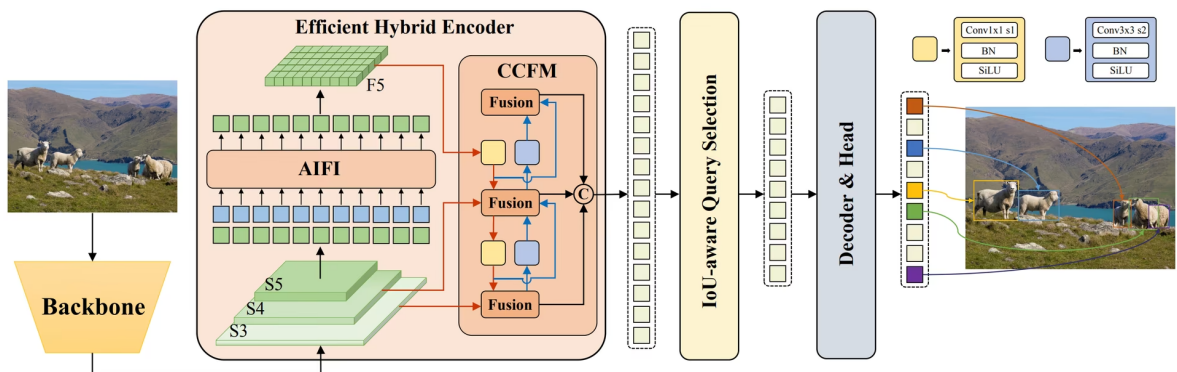 Efficient Hybrid Encoder
F5
CCFM
Fusion
AIFI
Fusion
S5
S4
S3
Fusion
C
Backbone
IoU-aware Query Selection
Decoder & Head
Conv1x1 s1
BN
SiLU
Conv3x3 s2
BN
SiLU